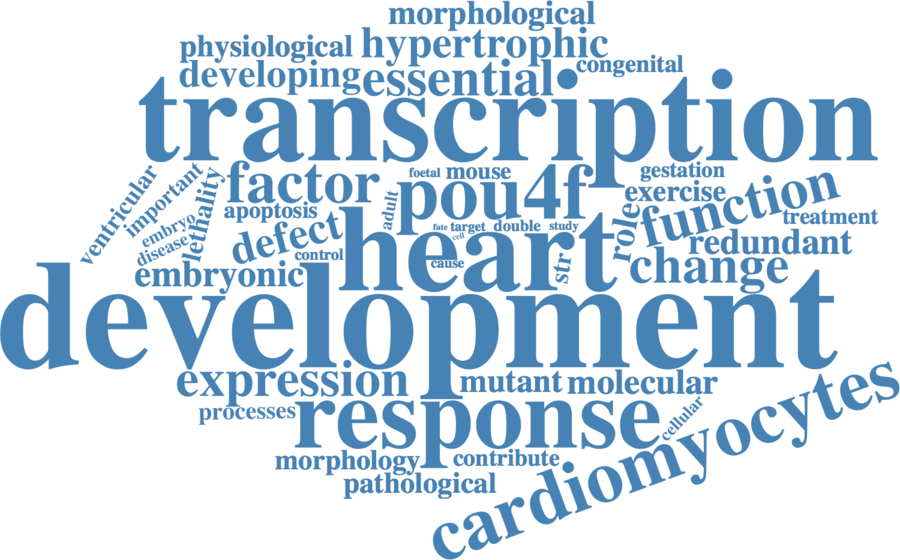 morphological
physiological hypertrophic
developing essential congenital
transcription
ventricular important lethality factor foetal mouse gestation
embryo disease apoptosis adult pou4f exercise function
defect fate target double study role treatment
control heart cell redundant
embryonic cause str change
development
expression mutant molecular
processes response cellular
morphology contribute cardiomyocytes
pathological